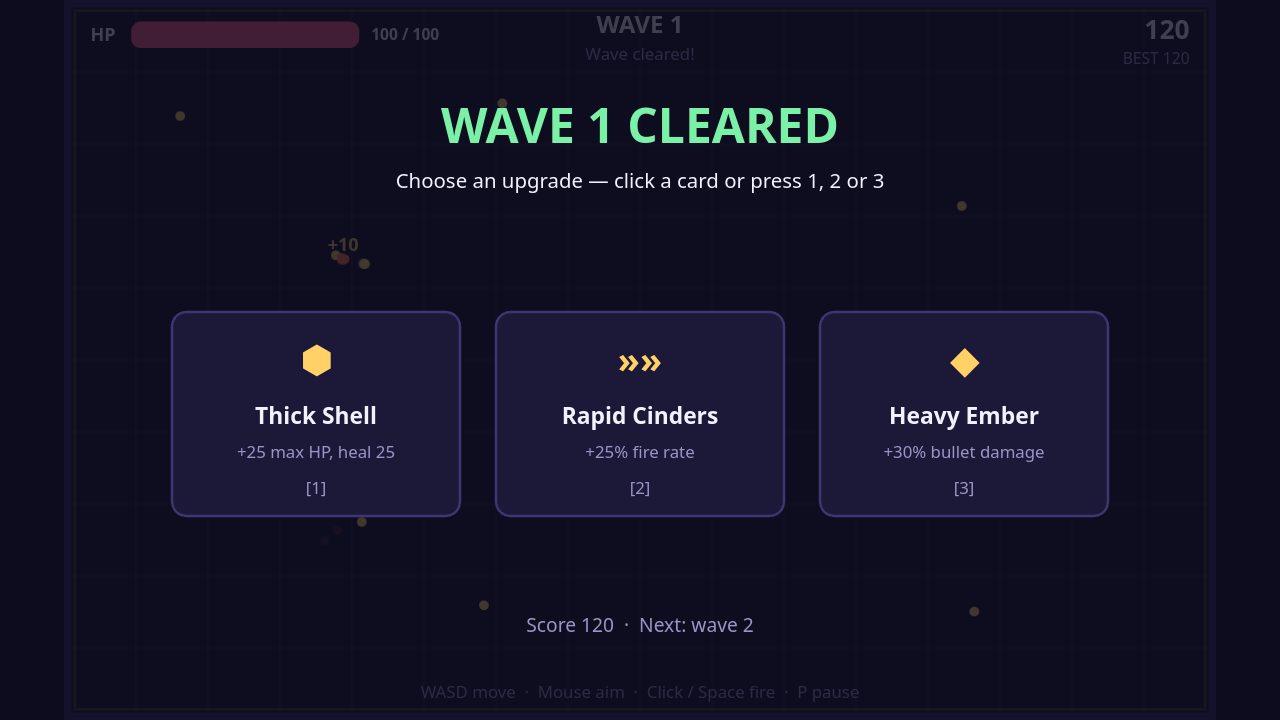 HP 100 / 100 WAVE 1 120
Wave cleared! BEST 120
WAVE 1 CLEARED
Choose an upgrade — click a card or press 1, 2 or 3
+10
Thick Shell
+25 max HP, heal 25
[1]
»» 
Rapid Cinders
+25% fire rate
[2]
Heavy Ember
+30% bullet damage
[3]
Score 120 · Next: wave 2
WASD move · Mouse aim · Click / Space fire · P pause